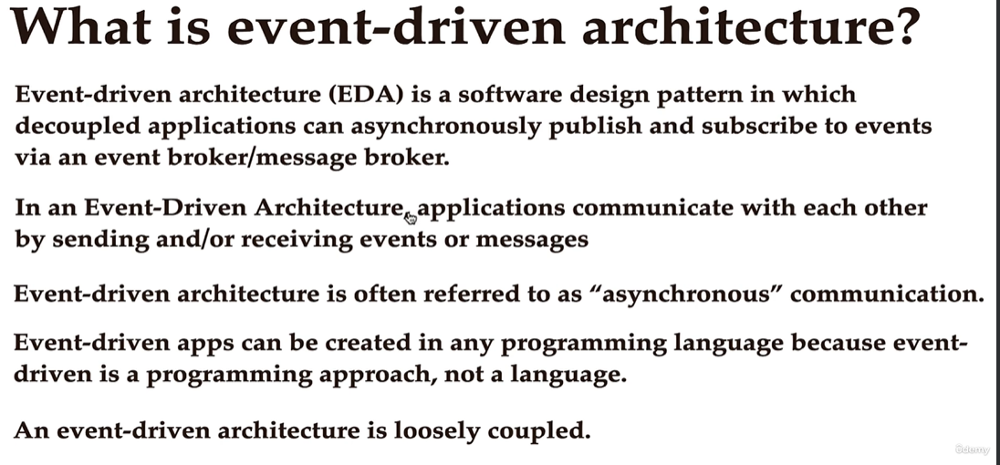 What is event-driven architecture?
Event-driven architecture (EDA) is a software design pattern in which
decoupled applications can asynchronously publish and subscribe to events
via an event broker/message broker.
In an Event-Driven Architecture, applications communicate with each other
by sending and/or receiving events or messages
Event-driven architecture is often referred to as “asynchronous” communication.
Event-driven apps can be created in any programming language because event-
driven is a programming approach, not a language.
An event-driven architecture is loosely coupled.
ûdemy